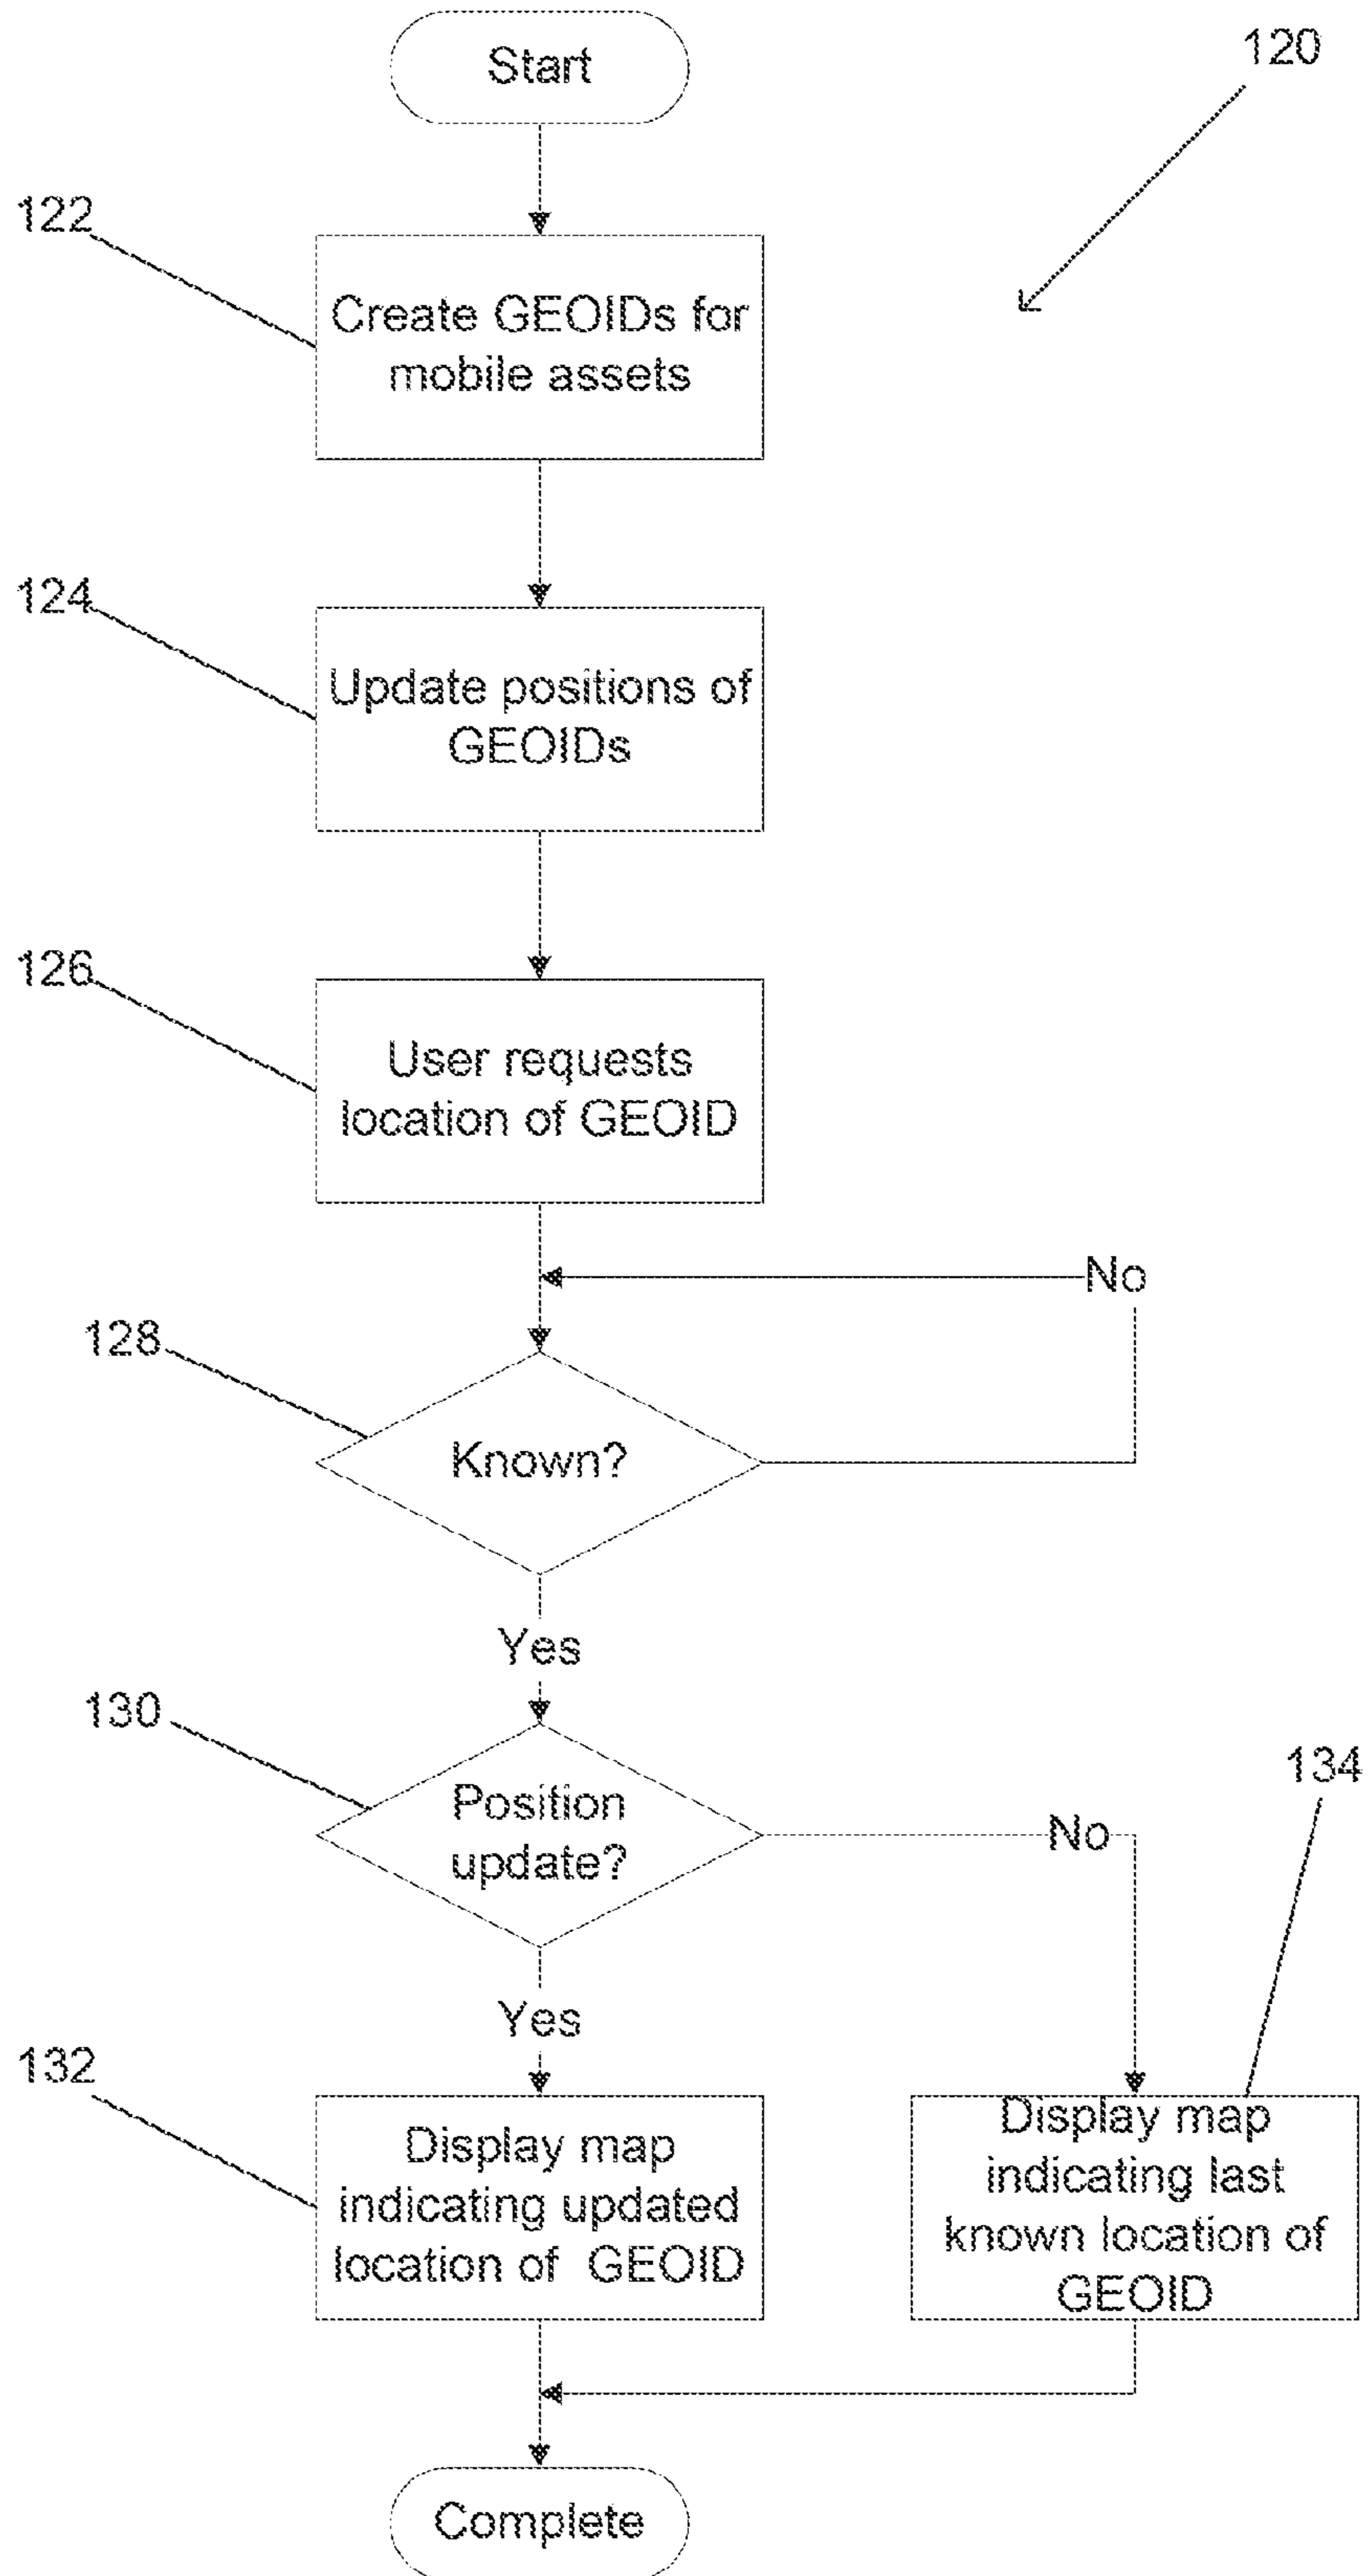 Start
120
122
Create GEOIDs for
mobile assets
124
Update positions of
GEOIDs
126
User requests
location of GEOID
No
128
Known?
Yes
130
Position
update?
No
134
Yes
132
Display map
indicating updated
location of GEOID
Display map
indicating last
known location of
GEOID
Complete